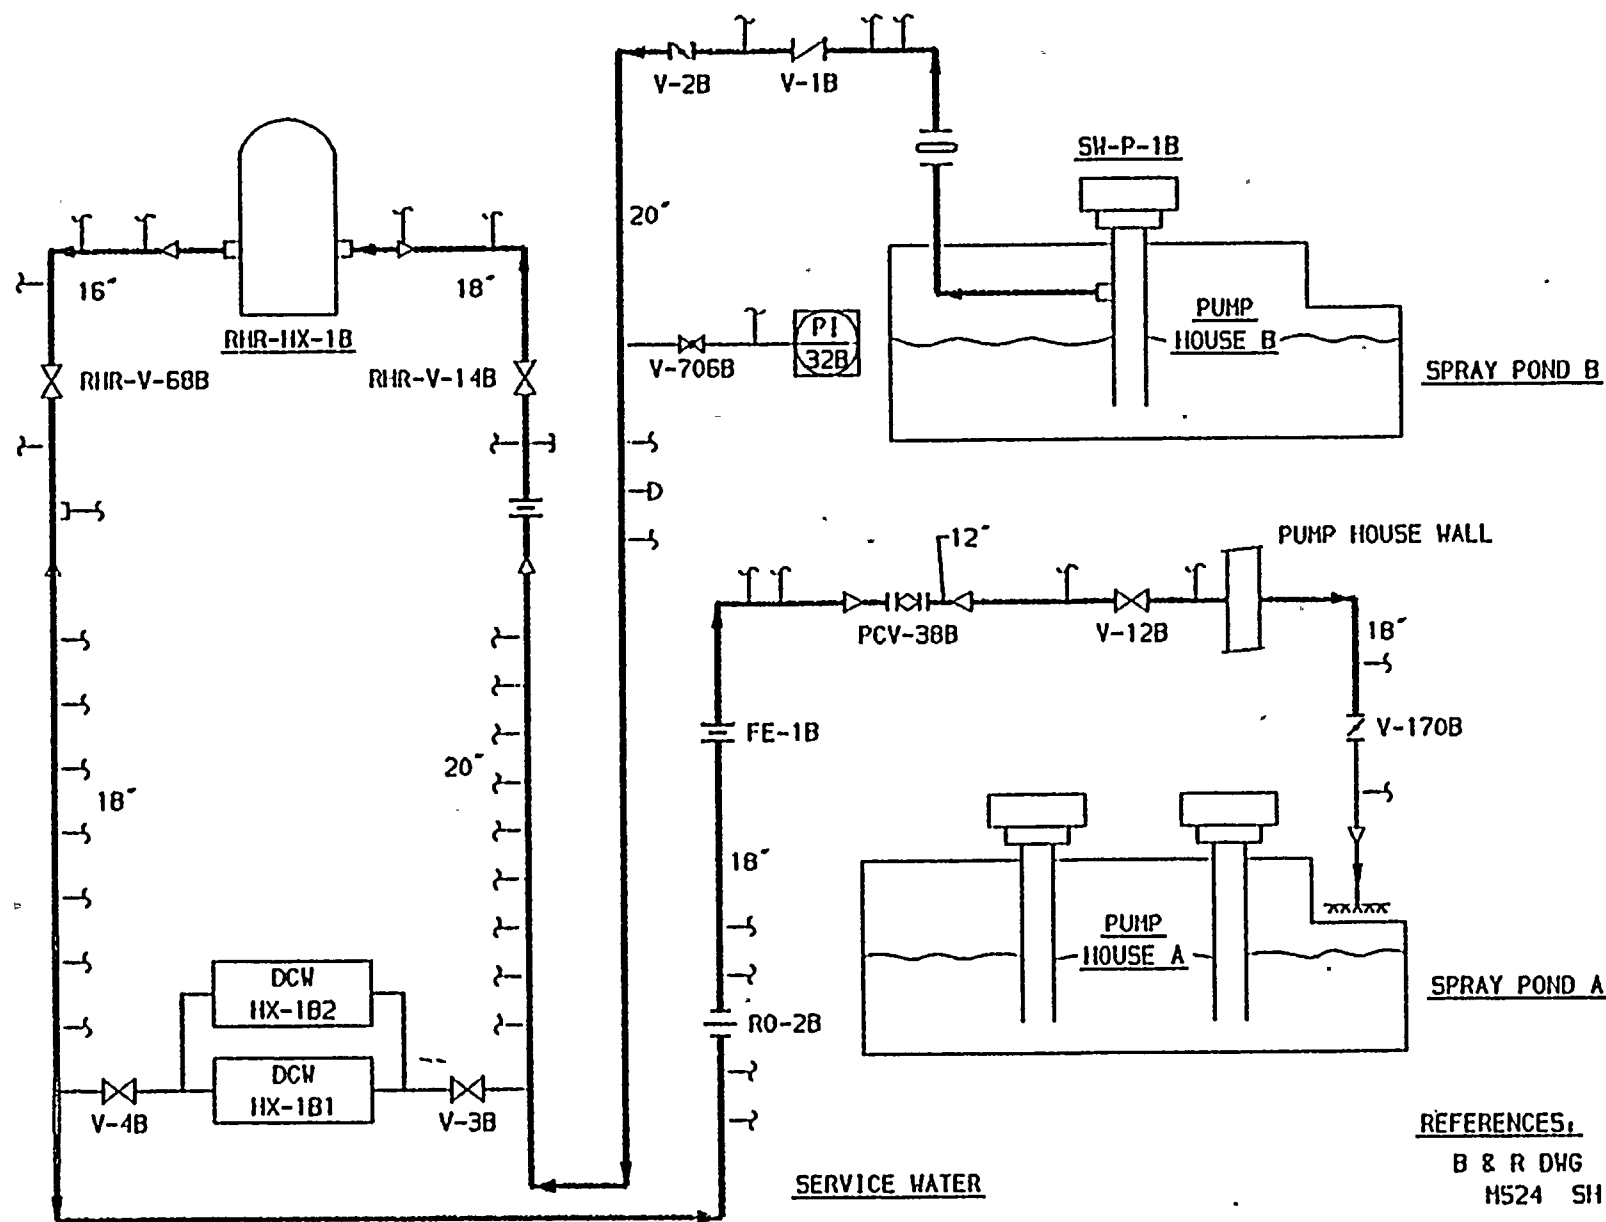 V-2B
V-1B
SW-P-1B
20"
16"
18"
RHR-HX-1B
PI
32B
V-706B
PUMP
HOUSE B
SPRAY POND B
RHR-V-68B
RHR-V-14B
12"
PUMP HOUSE WALL
PCV-38B
V-12B
18"
FE-1B
V-170B
20"
18"
18"
PUMP
HOUSE A
SPRAY POND A
DCW
HX-1B2
RO-2B
DCW
HX-1B1
V-4B
V-3B
SERVICE WATER
REFERENCES:
B & R DWG
M524 SH